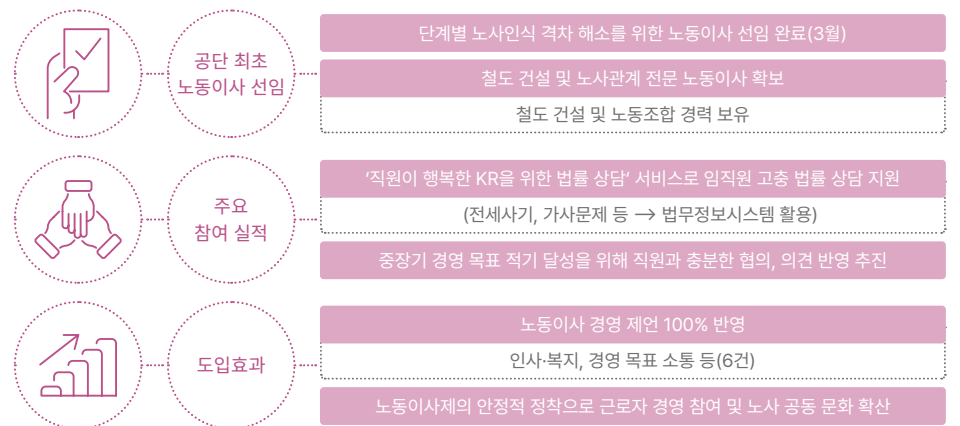 공단 최초
노동이사 선임
단계별 노사인식 격차 해소를 위한 노동이사 선임 완료(3월)
철도 건설 및 노사관계 전문 노동이사 확보
철도 건설 및 노동조합 경력 보유
주요
참여 실적
‘직원이 행복한 KR을 위한 법률 상담‘ 서비스로 임직원 고충 법률 상담 지원
(전세사기, 가사문제 등 → 법무정보시스템 활용)
중장기 경영 목표 적기 달성을 위해 직원과 충분한 협의, 의견 반영 추진
도입효과
노동이사 경영 제언 100% 반영
인사·복지, 경영 목표 소통 등(6건)
노동이사제의 안정적 정착으로 근로자 경영 참여 및 노사 공동 문화 확산